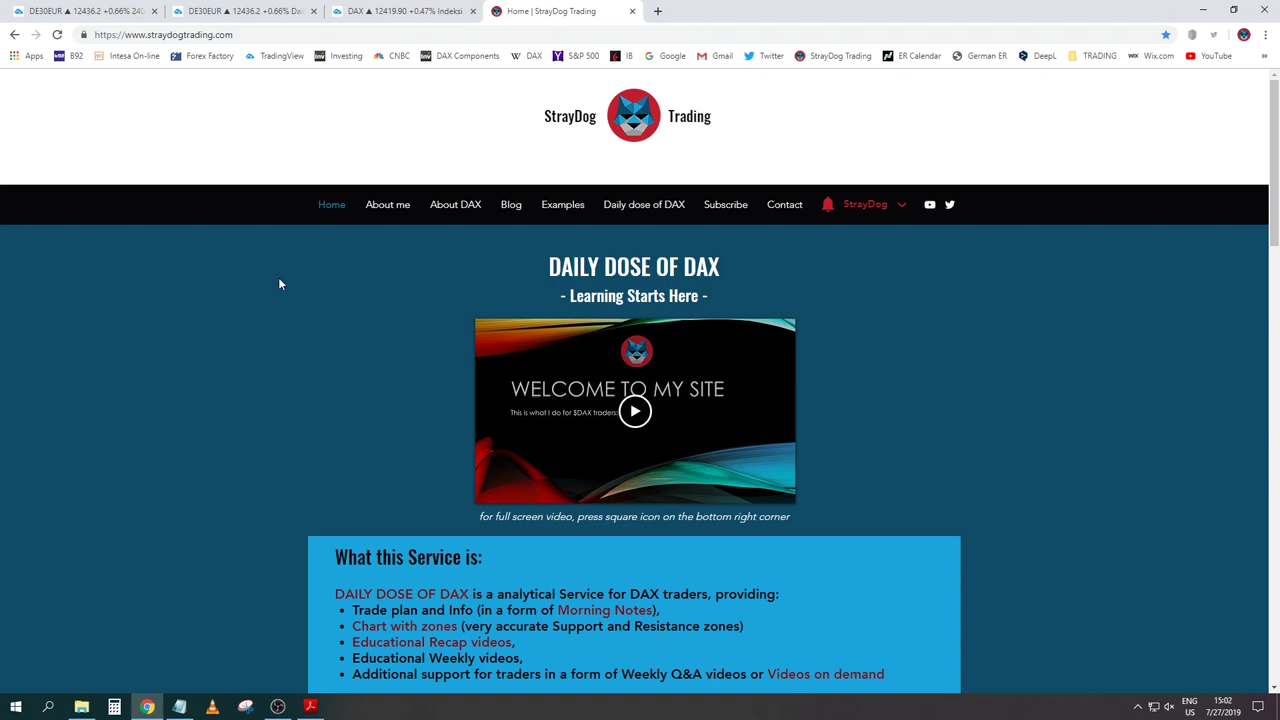 DE30EUR ▲ 12436.2 +0.66% 240
DE30EUR ▲ 12436.2 +0.66% Dai
DAX ▲ 12419.90 +0.47% Indeksi
Home | StrayDog Trading
https://www.straydogtrading.com
Apps
B92
Intesa On-line
Forex Factory
TradingView
Investing
CNBC
DAX Components
DAX
S&P 500
IB
Google
Gmail
Twitter
StrayDog Trading
ER Calendar
German ER
DeepL
TRADING
Wix.com
YouTube
StrayDog Trading
Home About me About DAX Blog Examples Daily dose of DAX Subscribe Contact StrayDog
DAILY DOSE OF DAX
- Learning Starts Here -
WELCOME TO MY SITE
This is what I do for $DAX traders:
for full screen video, press square icon on the bottom right corner
What this Service is:
DAILY DOSE OF DAX is a analytical Service for DAX traders, providing:
• Trade plan and Info (in a form of Morning Notes),
• Chart with zones (very accurate Support and Resistance zones)
• Educational Recap videos,
• Educational Weekly videos,
• Additional support for traders in a form of Weekly Q&A videos or Videos on demand
ENG
US
15:02
7/27/2019